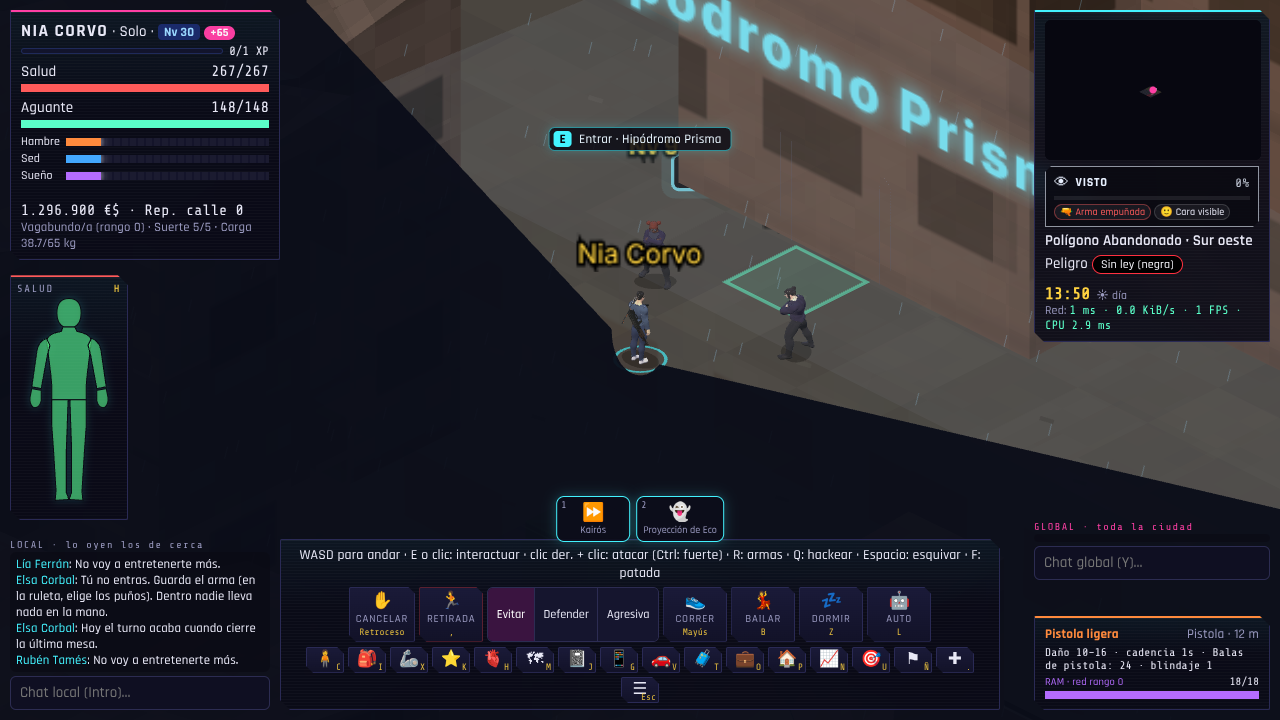 NIA CORVO · Solo · Nv 30 +65
0/1 XP
Salud 267/267
Aguante 148/148
Hambre
Sed
Sueño
1.296.900 €$ · Rep. calle 0
Vagabundo/a (rango 0) · Suerte 5/5 · Carga
38.7/65 kg
SALUD H
LOCAL · lo oyen los de cerca
Lía Ferrán: No voy a entretenerte más.
Elsa Corbal: Tú no entras. Guarda el arma (en
la ruleta, elige los puños). Dentro nadie lleva
nada en la mano.
Elsa Corbal: Hoy el turno acaba cuando cierre
la última mesa.
Rubén Tamés: No voy a entretenerte más.
Chat local (Intro)...
E Entrar · Hipódromo Prisma
Nia Corvo
1 Kairós
2 Proyección de Eco
WASD para andar · E o clic: interactuar · clic der. + clic: atacar (Ctrl: fuerte) · R: armas · Q: hackear · Espacio: esquivar · F:
patada
CANCELAR
Retroceso
RETIRADA
,
Evitar
Defender
Agresiva
CORRER
Mayús
BAILAR
B
DORMIR
Z
AUTO
L
C I X K H M J G V T O P N U Ñ .
Esc
VISTO 0%
Arma empuñada Cara visible
Polígono Abandonado · Sur oeste
Peligro Sin ley (negra)
13:50 día
Red: 1 ms · 0.0 KiB/s · 1 FPS ·
CPU 2.9 ms
GLOBAL · toda la ciudad
Chat global (Y)...
Pistola ligera Pistola · 12 m
Daño 10-16 · cadencia 1s · Balas
de pistola: 24 · blindaje 1
RAM · red rango 0 18/18